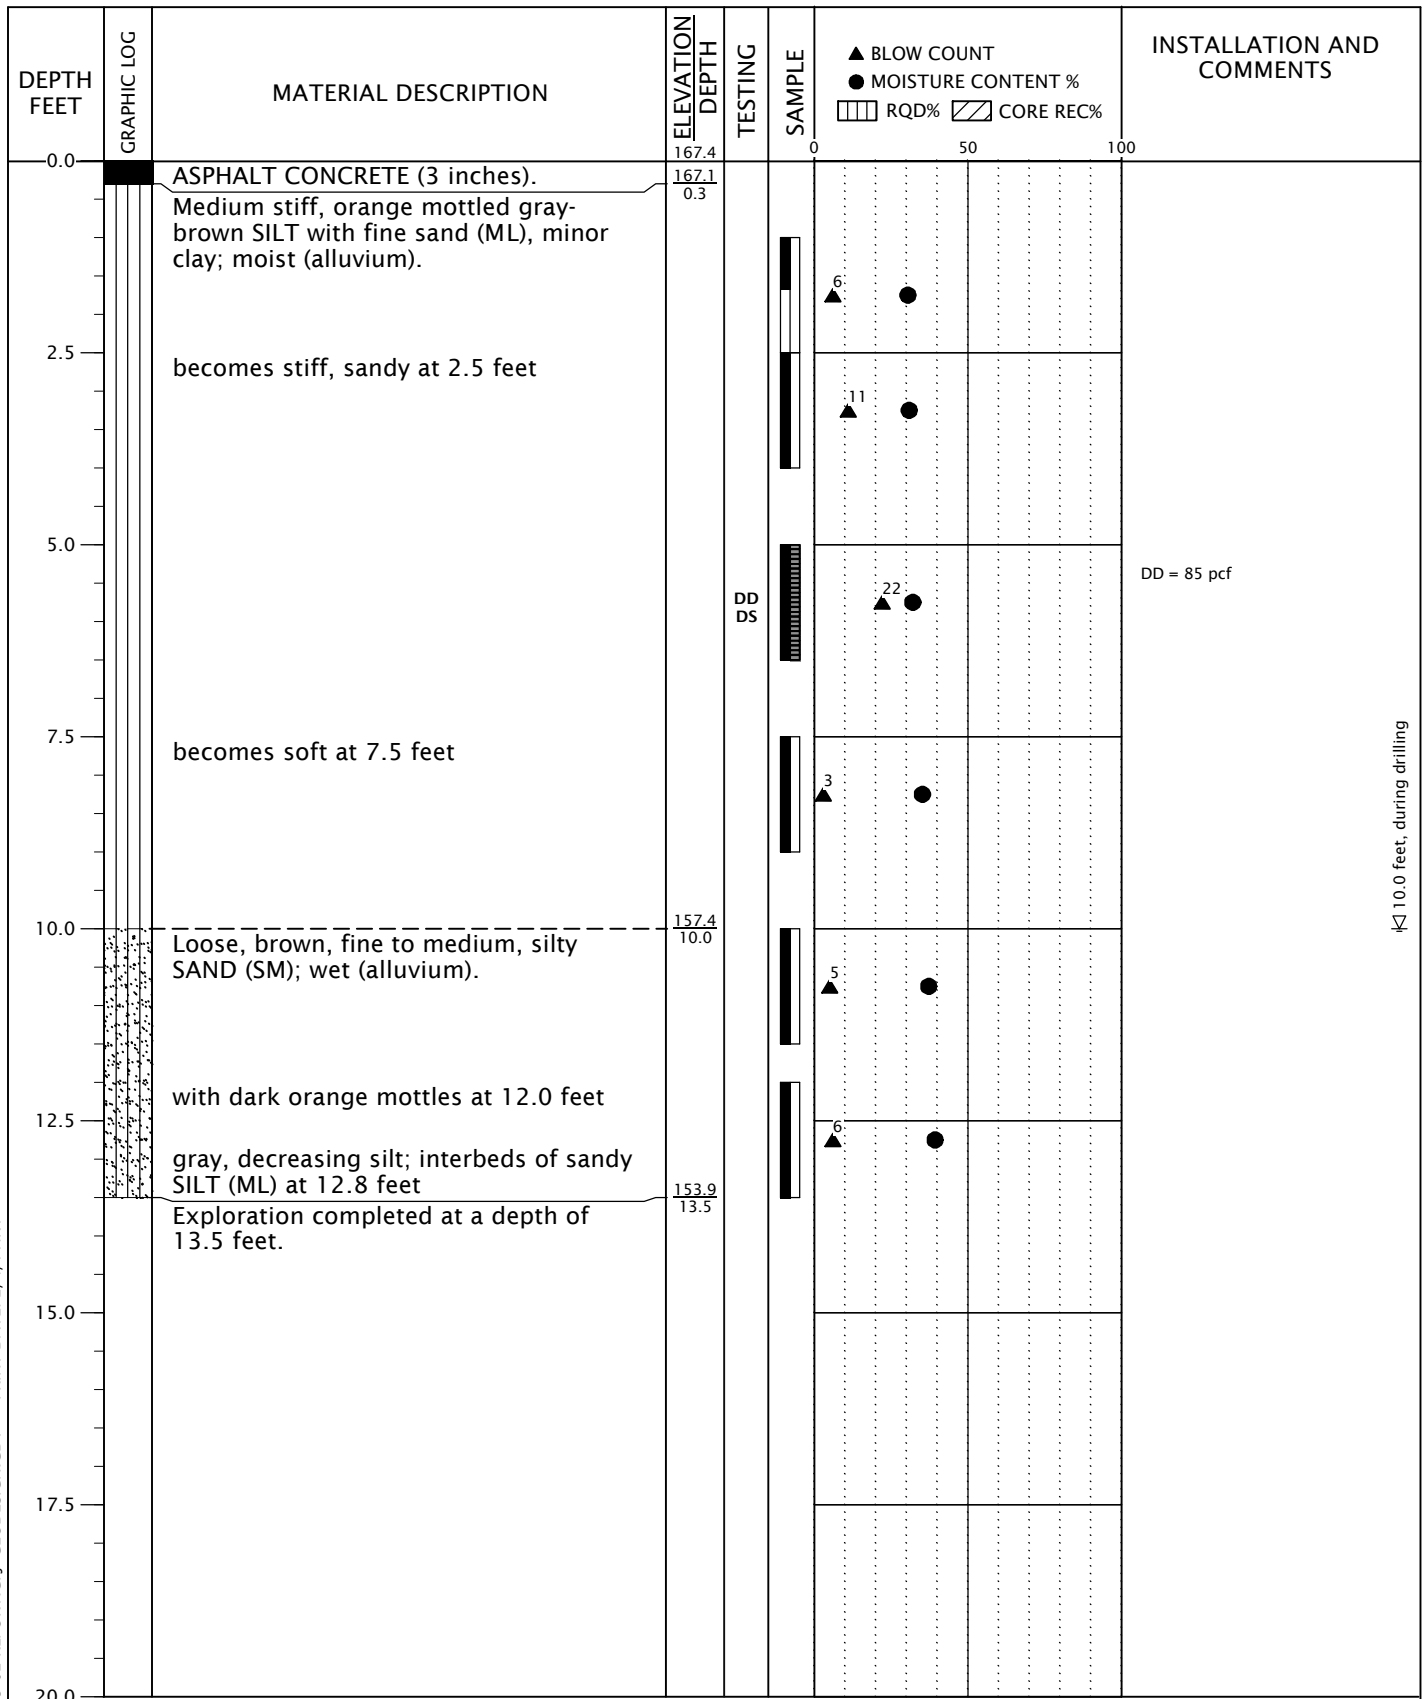 DEPTH
FEET
GRAPHIC LOG
MATERIAL DESCRIPTION
ELEVATION
DEPTH
TESTING
SAMPLE
▲ BLOW COUNT
● MOISTURE CONTENT %
RQD% CORE REC%
INSTALLATION AND
COMMENTS
0 50 100
167.4
0.0
ASPHALT CONCRETE (3 inches).
167.1
0.3
Medium stiff, orange mottled gray-
brown SILT with fine sand (ML), minor
clay; moist (alluvium).
6
2.5
becomes stiff, sandy at 2.5 feet
11
5.0
DD = 85 pcf
22
DD
DS
7.5
becomes soft at 7.5 feet
3
10.0 feet, during drilling
10.0
157.4
10.0
Loose, brown, fine to medium, silty
SAND (SM); wet (alluvium).
5
with dark orange mottles at 12.0 feet
12.5
6
gray, decreasing silt; interbeds of sandy
SILT (ML) at 12.8 feet
153.9
13.5
Exploration completed at a depth of
13.5 feet.
15.0
17.5
20.0